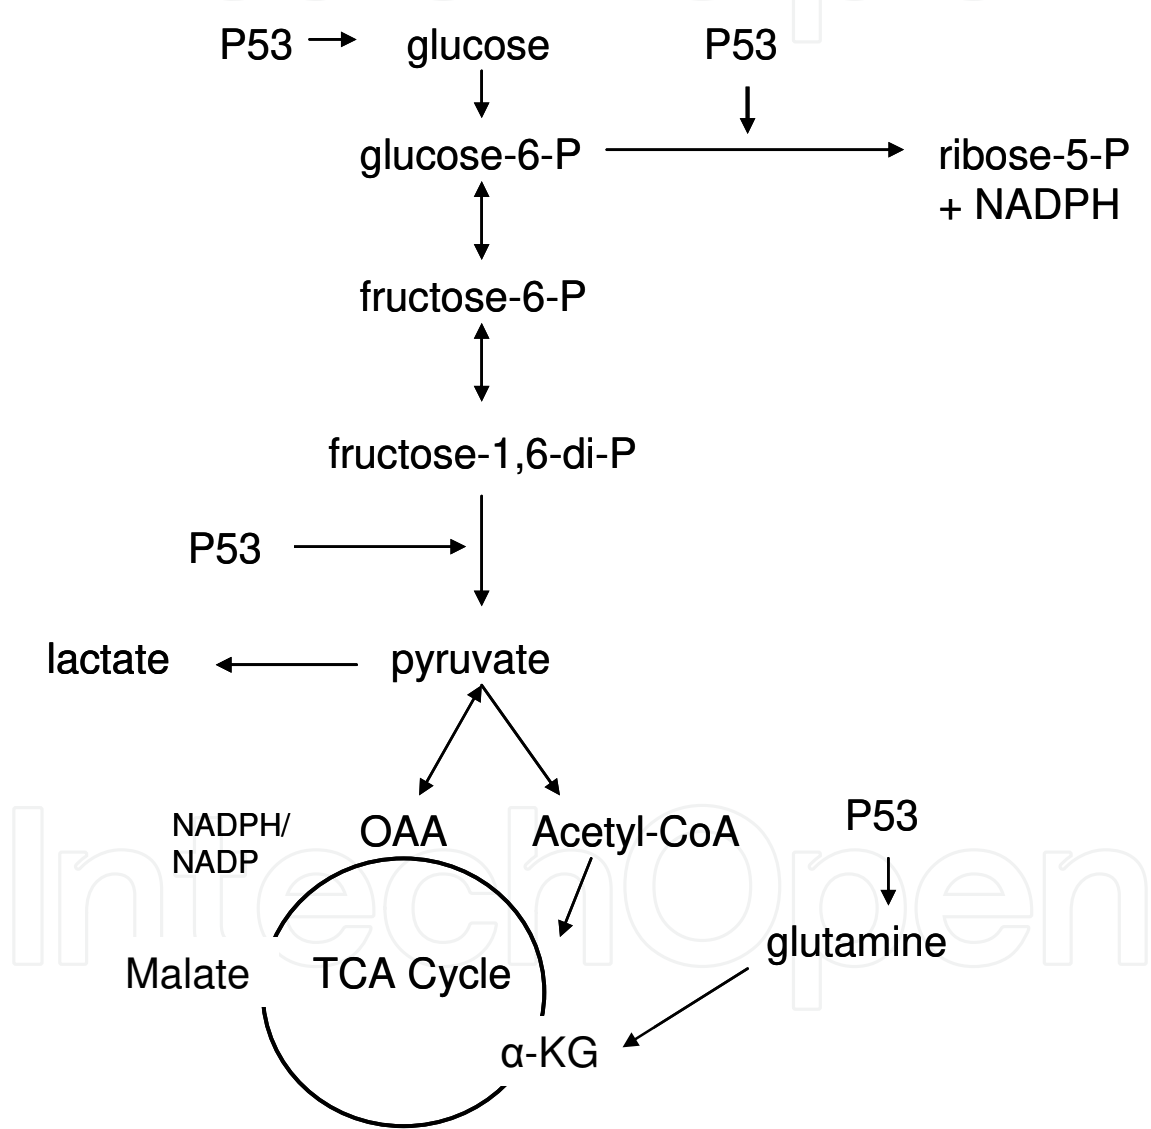 P53
glucose
P53
glucose-6-P
ribose-5-P
+ NADPH
fructose-6-P
fructose-1,6-di-P
P53
lactate
pyruvate
NADPH/
NADP
OAA
Acetyl-CoA
P53
glutamine
Malate
TCA Cycle
α-KG
IntechOpen